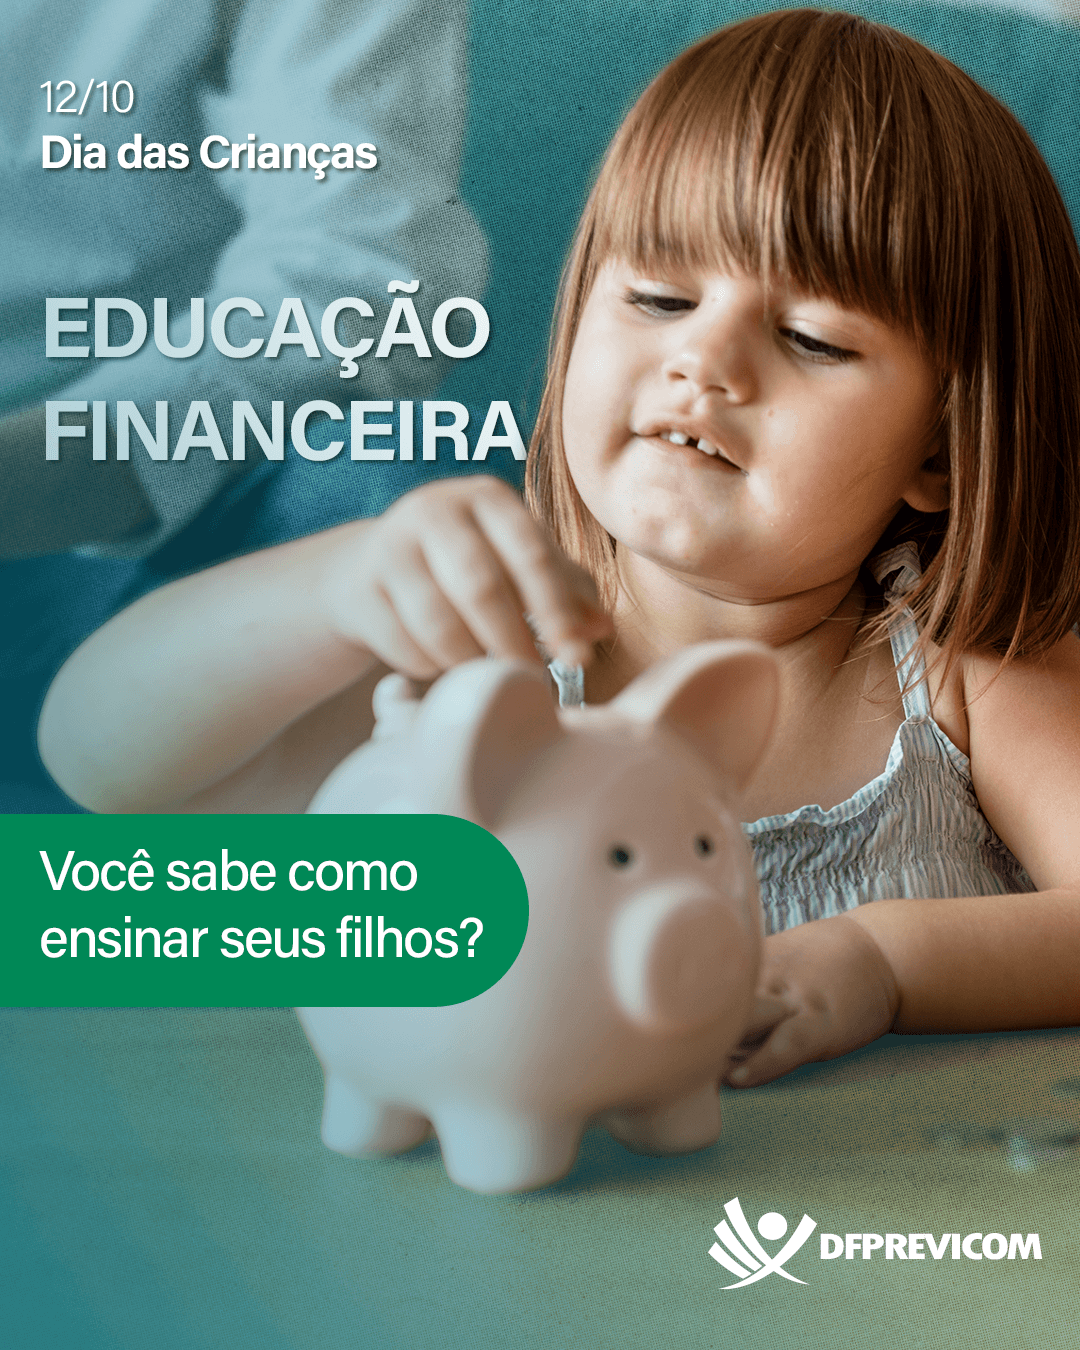 12/10
Dia das Crianças
EDUCAÇÃO
FINANCEIRA
Você sabe como
ensinar seus filhos?
DFPREVICOM